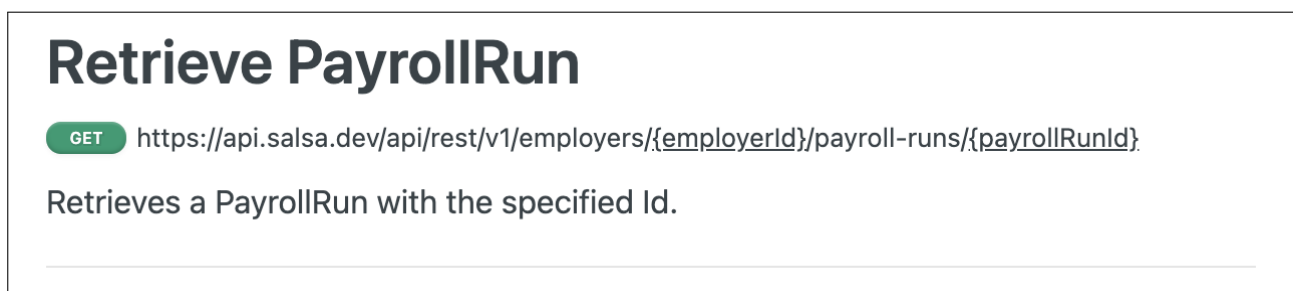 Retrieve PayrollRun
GET https://api.salsa.dev/api/rest/v1/employers/{employerId}/payroll-runs/{payrollRunId}
Retrieves a PayrollRun with the specified Id.